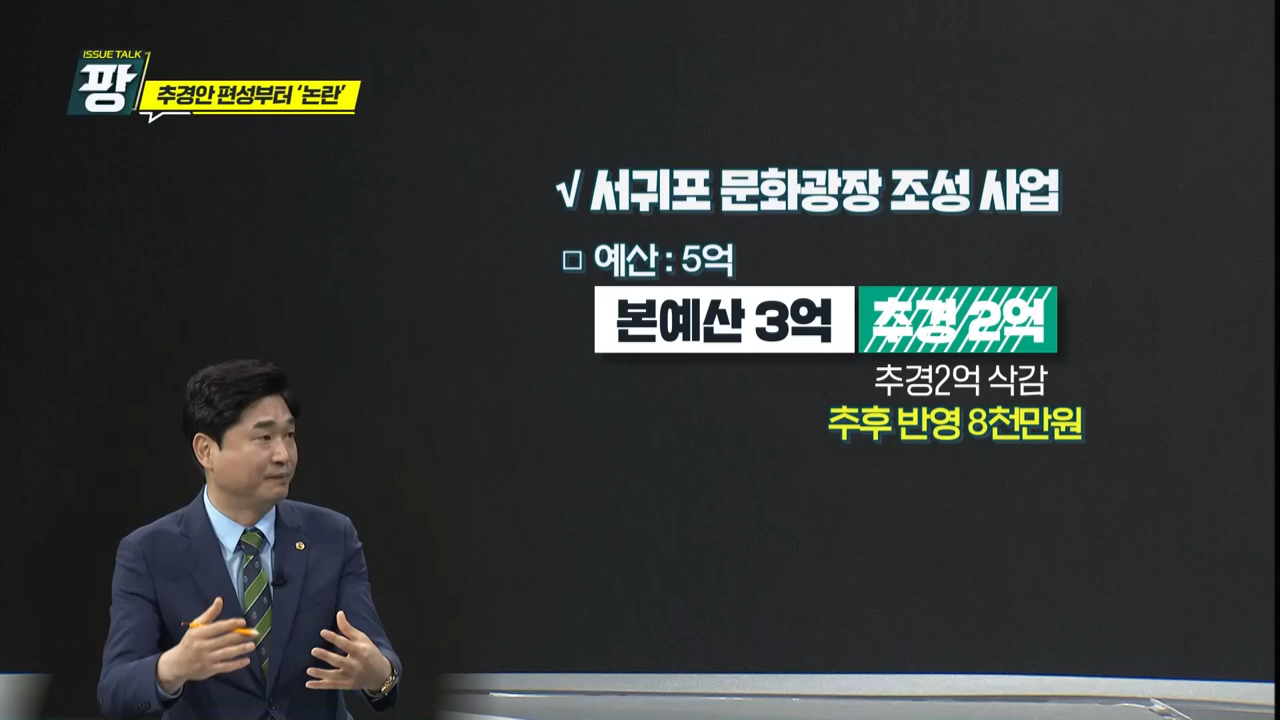 ISSUE TALK
팡
추경안 편성부터 '논란'
√ 서귀포 문화광장 조성 사업
□ 예산 : 5억
본예산 3억 추경 2억
추경2억 삭감
추후 반영 8천만원